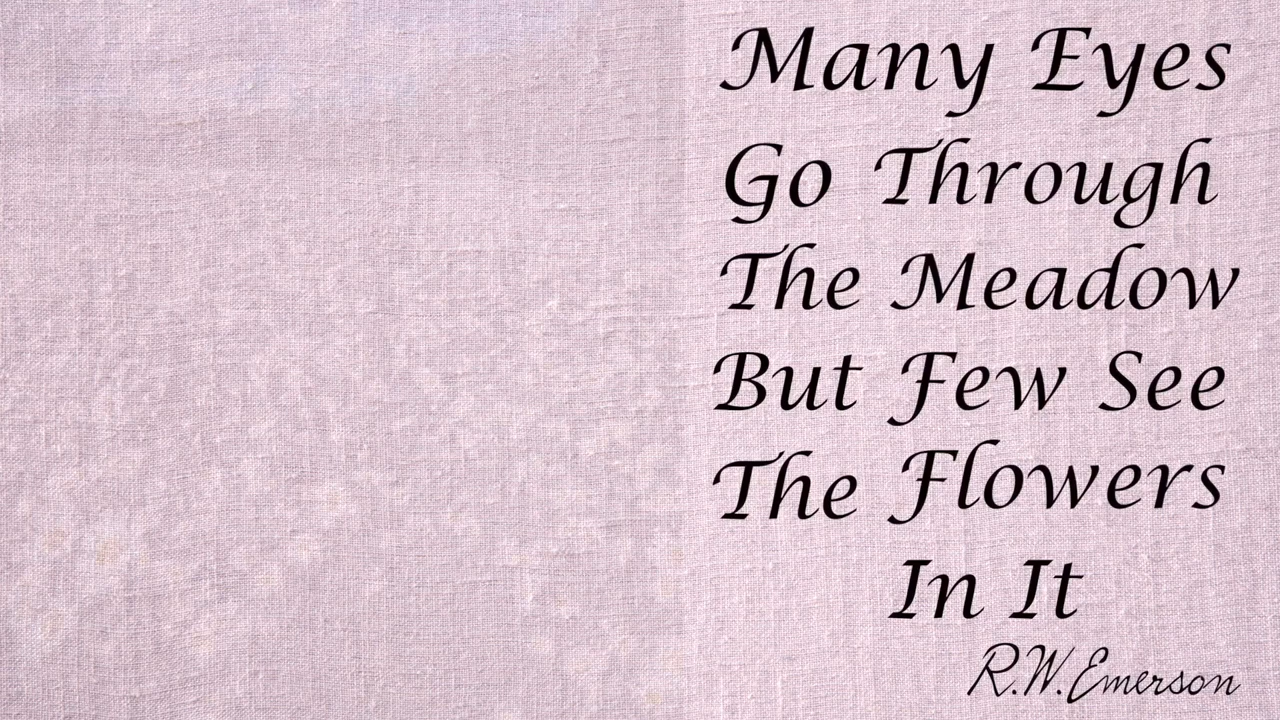 Many Eyes
Go Through
The Meadow
But Few See
The Flowers
In It
R.W.Emerson